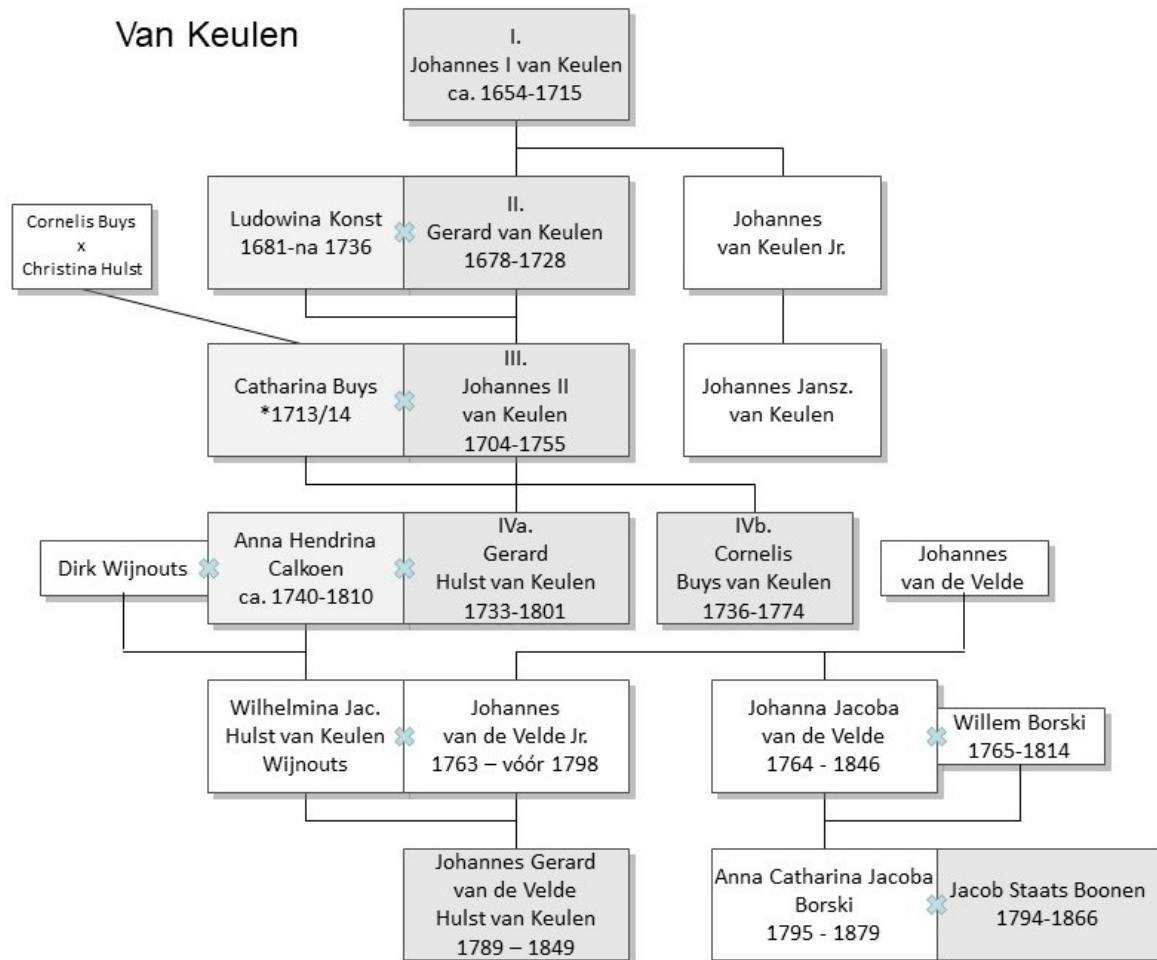 Van Keulen
I.
Johannes I van Keulen
ca. 1654-1715
Cornelis Buys
x
Christina Hulst
Ludowina Konst
1681-na 1736
II.
Gerard van Keulen
1678-1728
Johannes
van Keulen Jr.
Catharina Buys
*1713/14
III.
Johannes II
van Keulen
1704-1755
Johannes Jansz.
van Keulen
Dirk Wijnouts
Anna Hendrina
Calkoen
ca. 1740-1810
IVa.
Gerard
Hulst van Keulen
1733-1801
IVb.
Cornelis
Buys van Keulen
1736-1774
Johannes
van de Velde
Wilhelmina Jac.
Hulst van Keulen
Wijnouts
Johannes
van de Velde Jr.
1763 – vóór 1798
Johanna Jacoba
van de Velde
1764 - 1846
Willem Borski
1765-1814
Johannes Gerard
van de Velde
Hulst van Keulen
1789 – 1849
Anna Catharina Jacoba
Borski
1795 - 1879
Jacob Staats Boonen
1794-1866